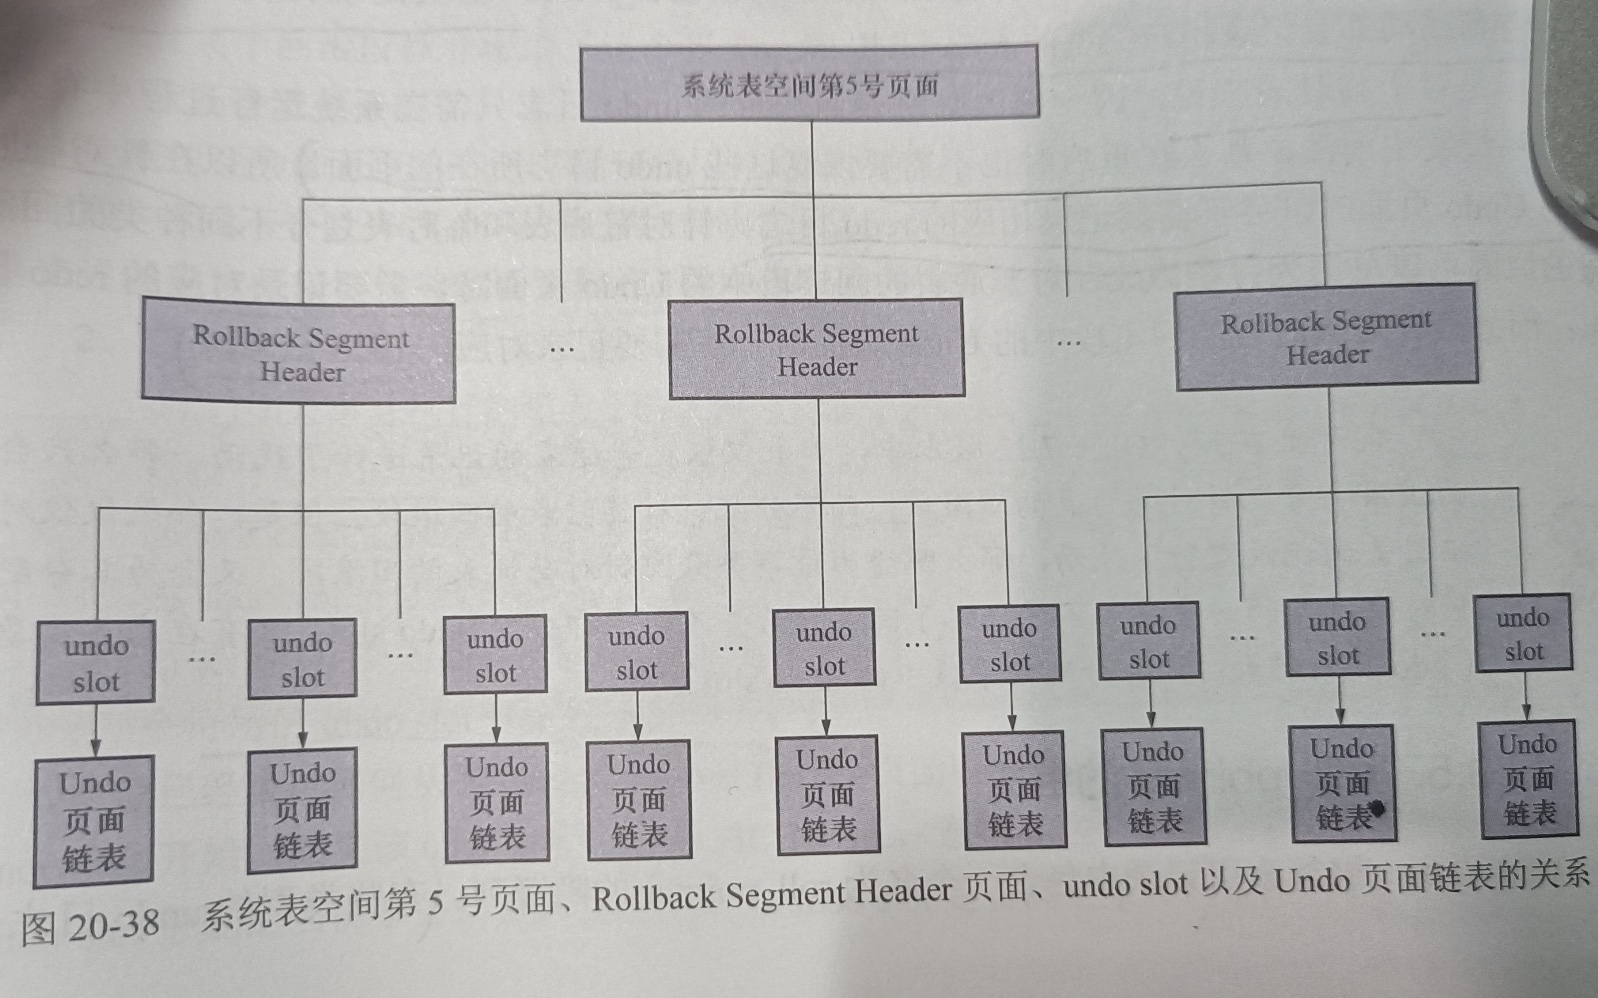 系统表空间第5号页面
Rollback Segment
Header
...
Rollback Segment
Header
...
Rollback Segment
Header
undo
slot
...
undo
slot
...
undo
slot
undo
slot
...
undo
slot
...
undo
slot
undo
slot
...
undo
slot
...
undo
slot
Undo
页面
链表
Undo
页面
链表
Undo
页面
链表
Undo
页面
链表
Undo
页面
链表
Undo
页面
链表
Undo
页面
链表
Undo
页面
链表
Undo
页面
链表
图 20-38 系统表空间第 5 号页面、Rollback Segment Header 页面、undo slot 以及 Undo 页面链表的关系